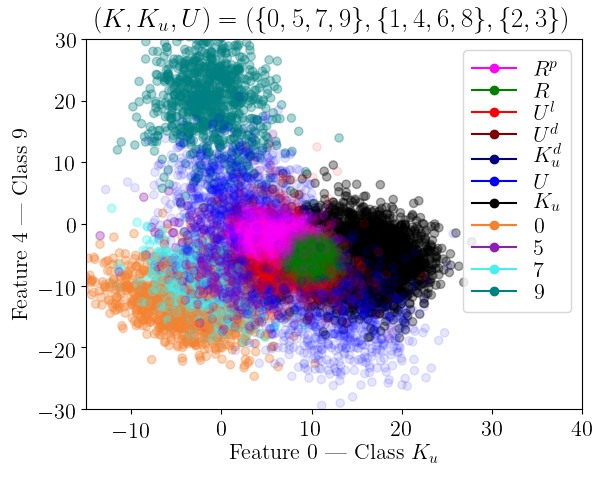 (K, K_u, U) = ({0, 5, 7, 9}, {1, 4, 6, 8}, {2, 3})
30
20
10
0
−10
−20
−30
Feature 4 — Class 9
R^p
R
U^l
U^d
K_u^d
U
K_u
0
5
7
9
−10
0
10
20
30
40
Feature 0 — Class K_u